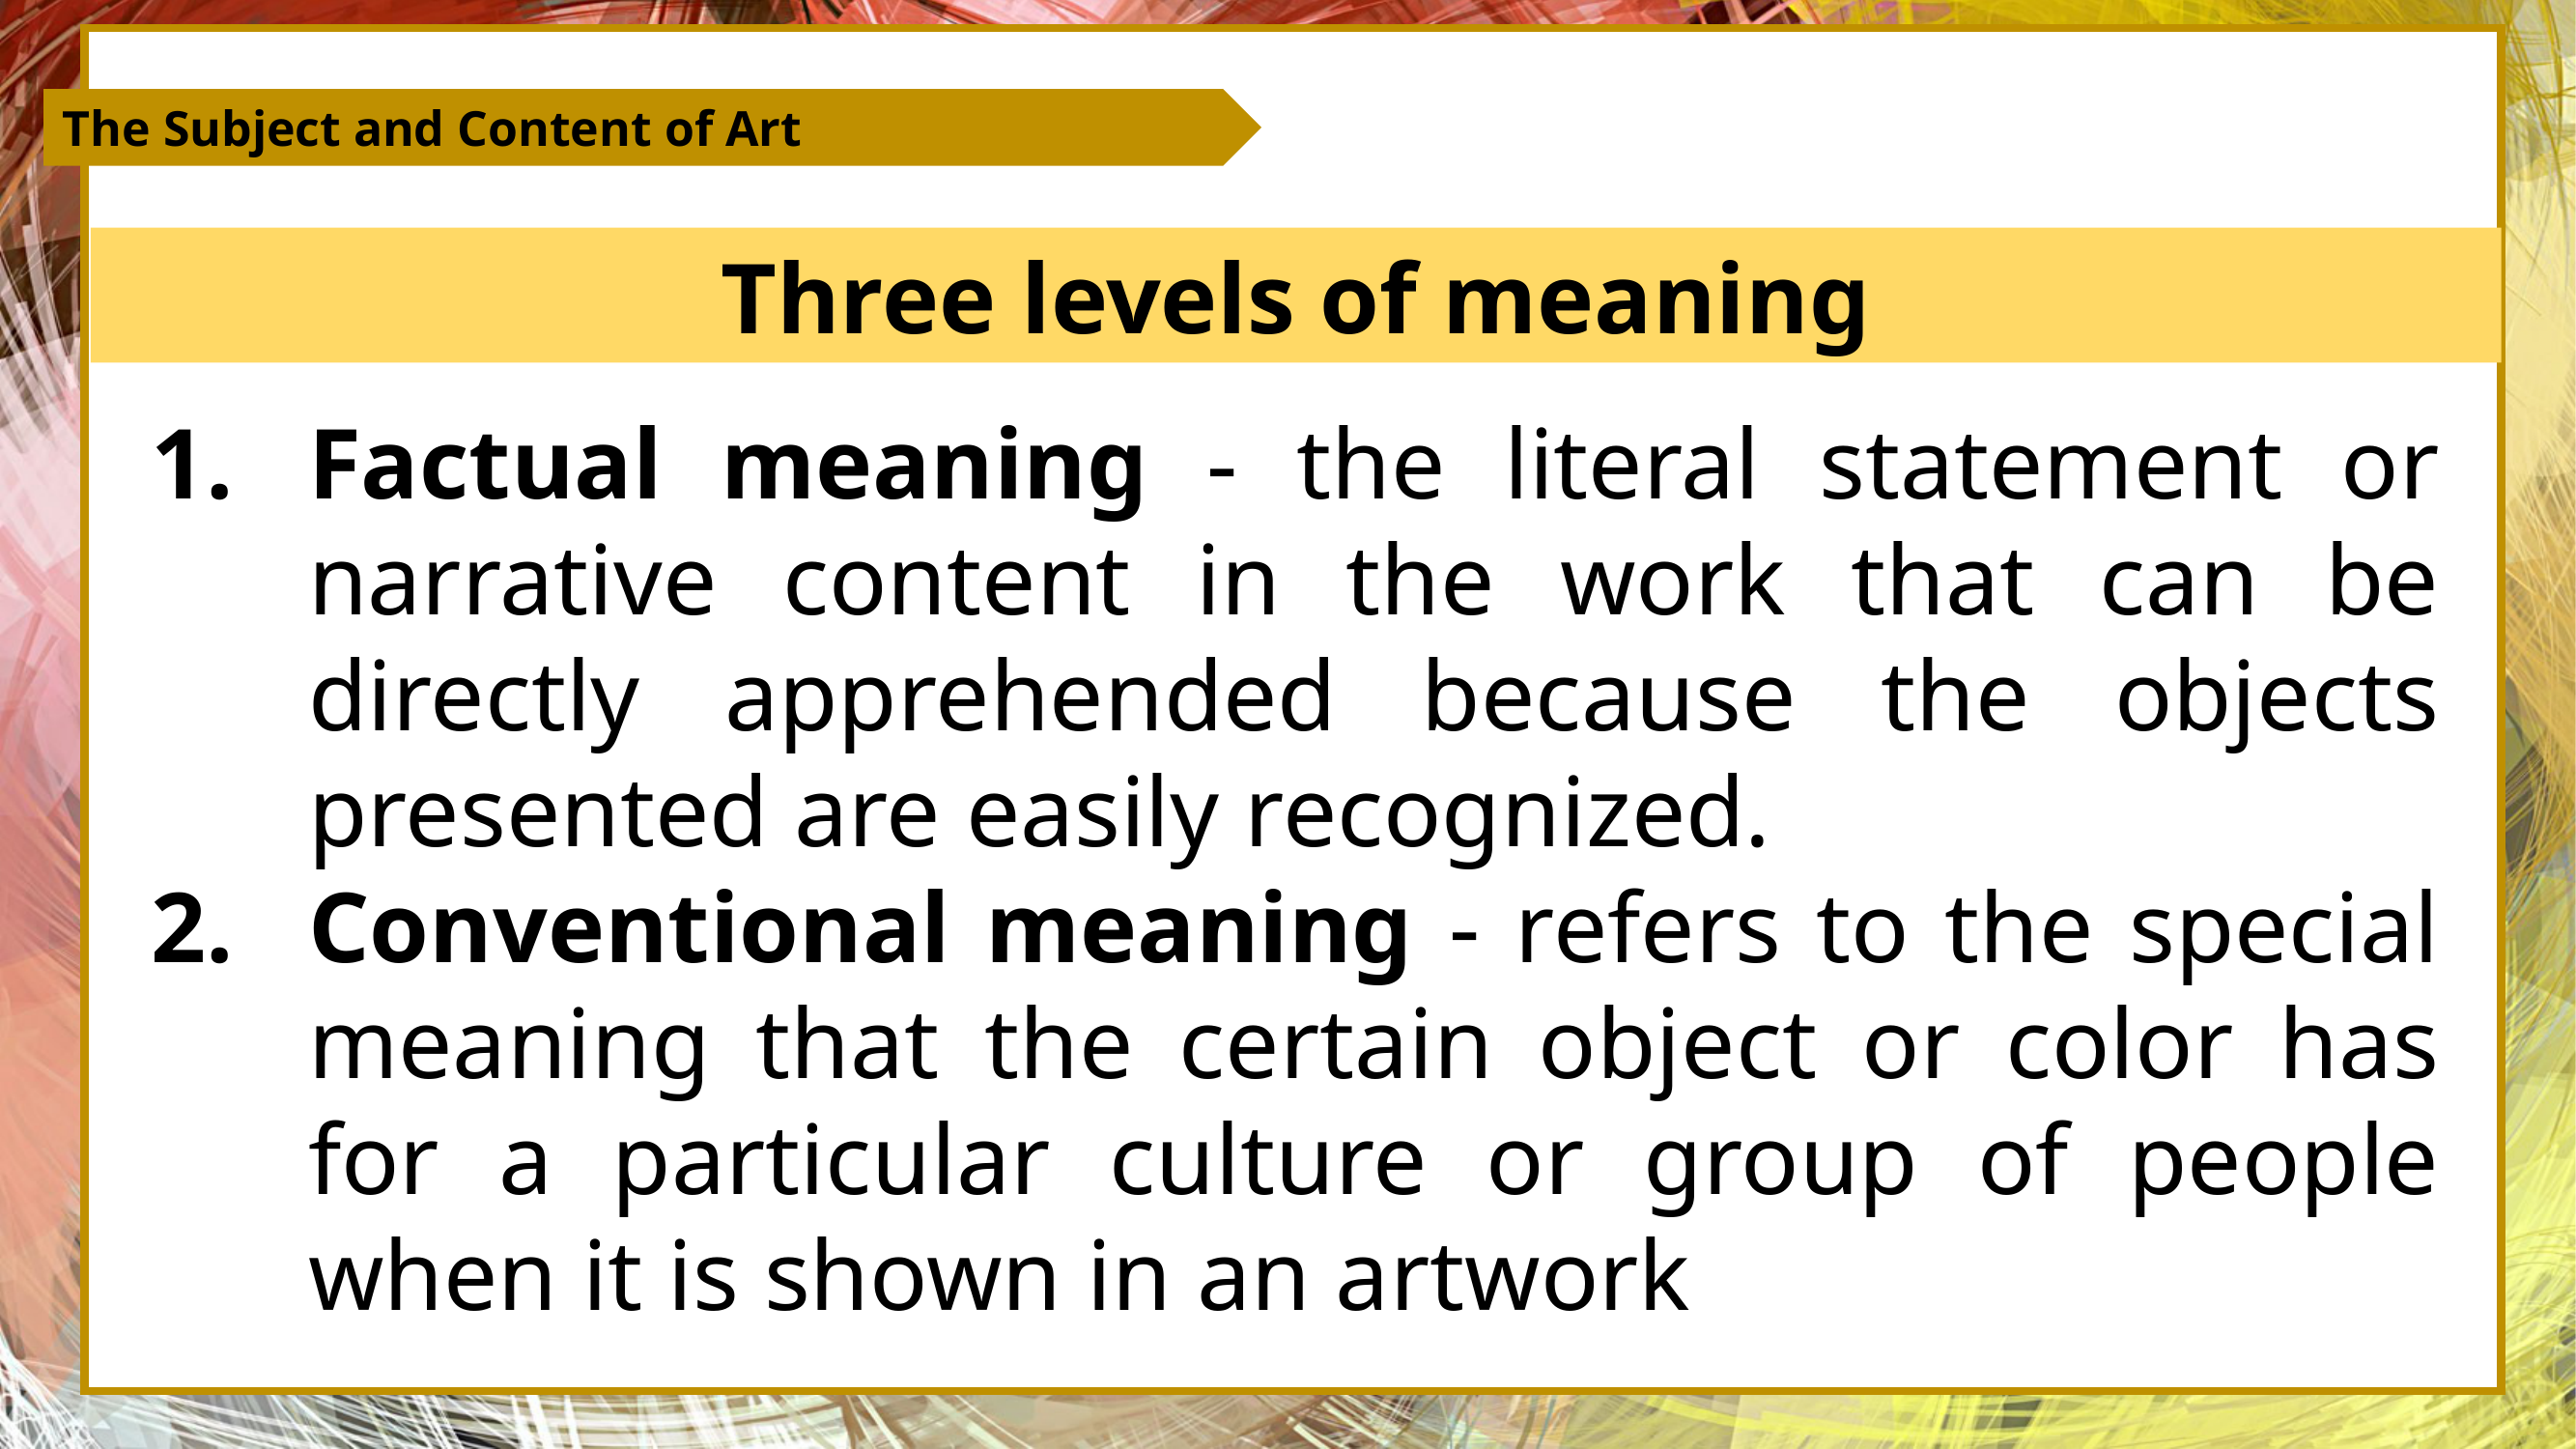 The Subject and Content of Art
Three levels of meaning
1. Factual meaning - the literal statement or
narrative content in the work that can be
directly apprehended because the objects
presented are easily recognized.
2. Conventional meaning - refers to the special
meaning that the certain object or color has
for a particular culture or group of people
when it is shown in an artwork